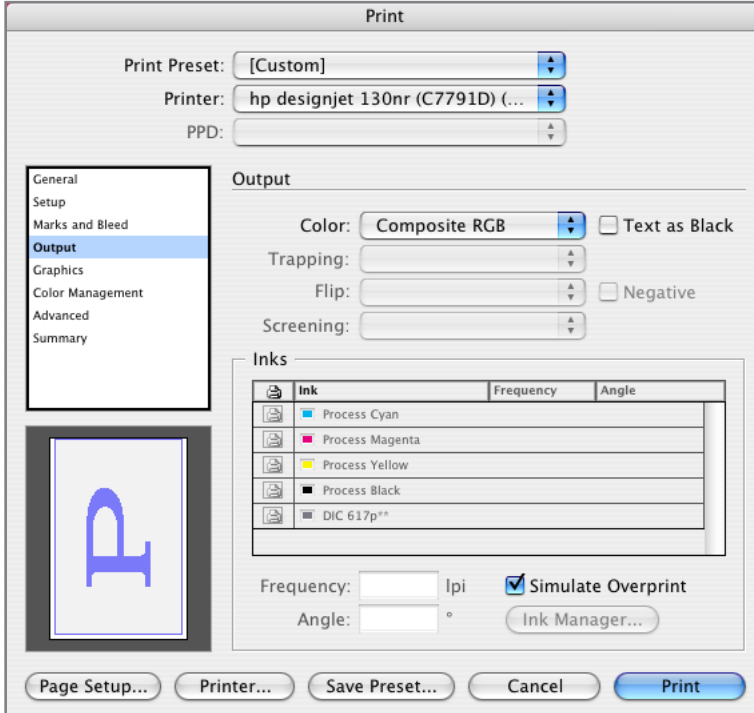 Print
Print Preset: [Custom]
Printer: hp designjet 130nr (C7791D) (...
PPD:
General
Setup
Marks and Bleed
Output
Graphics
Color Management
Advanced
Summary
Output
Color: Composite RGB Text as Black
Trapping:
Flip: Negative
Screening:
Inks
Ink Frequency Angle
Process Cyan
Process Magenta
Process Yellow
Process Black
DIC 617p**
P
Frequency: lpi Simulate Overprint
Angle: ° Ink Manager...
Page Setup... Printer... Save Preset... Cancel Print